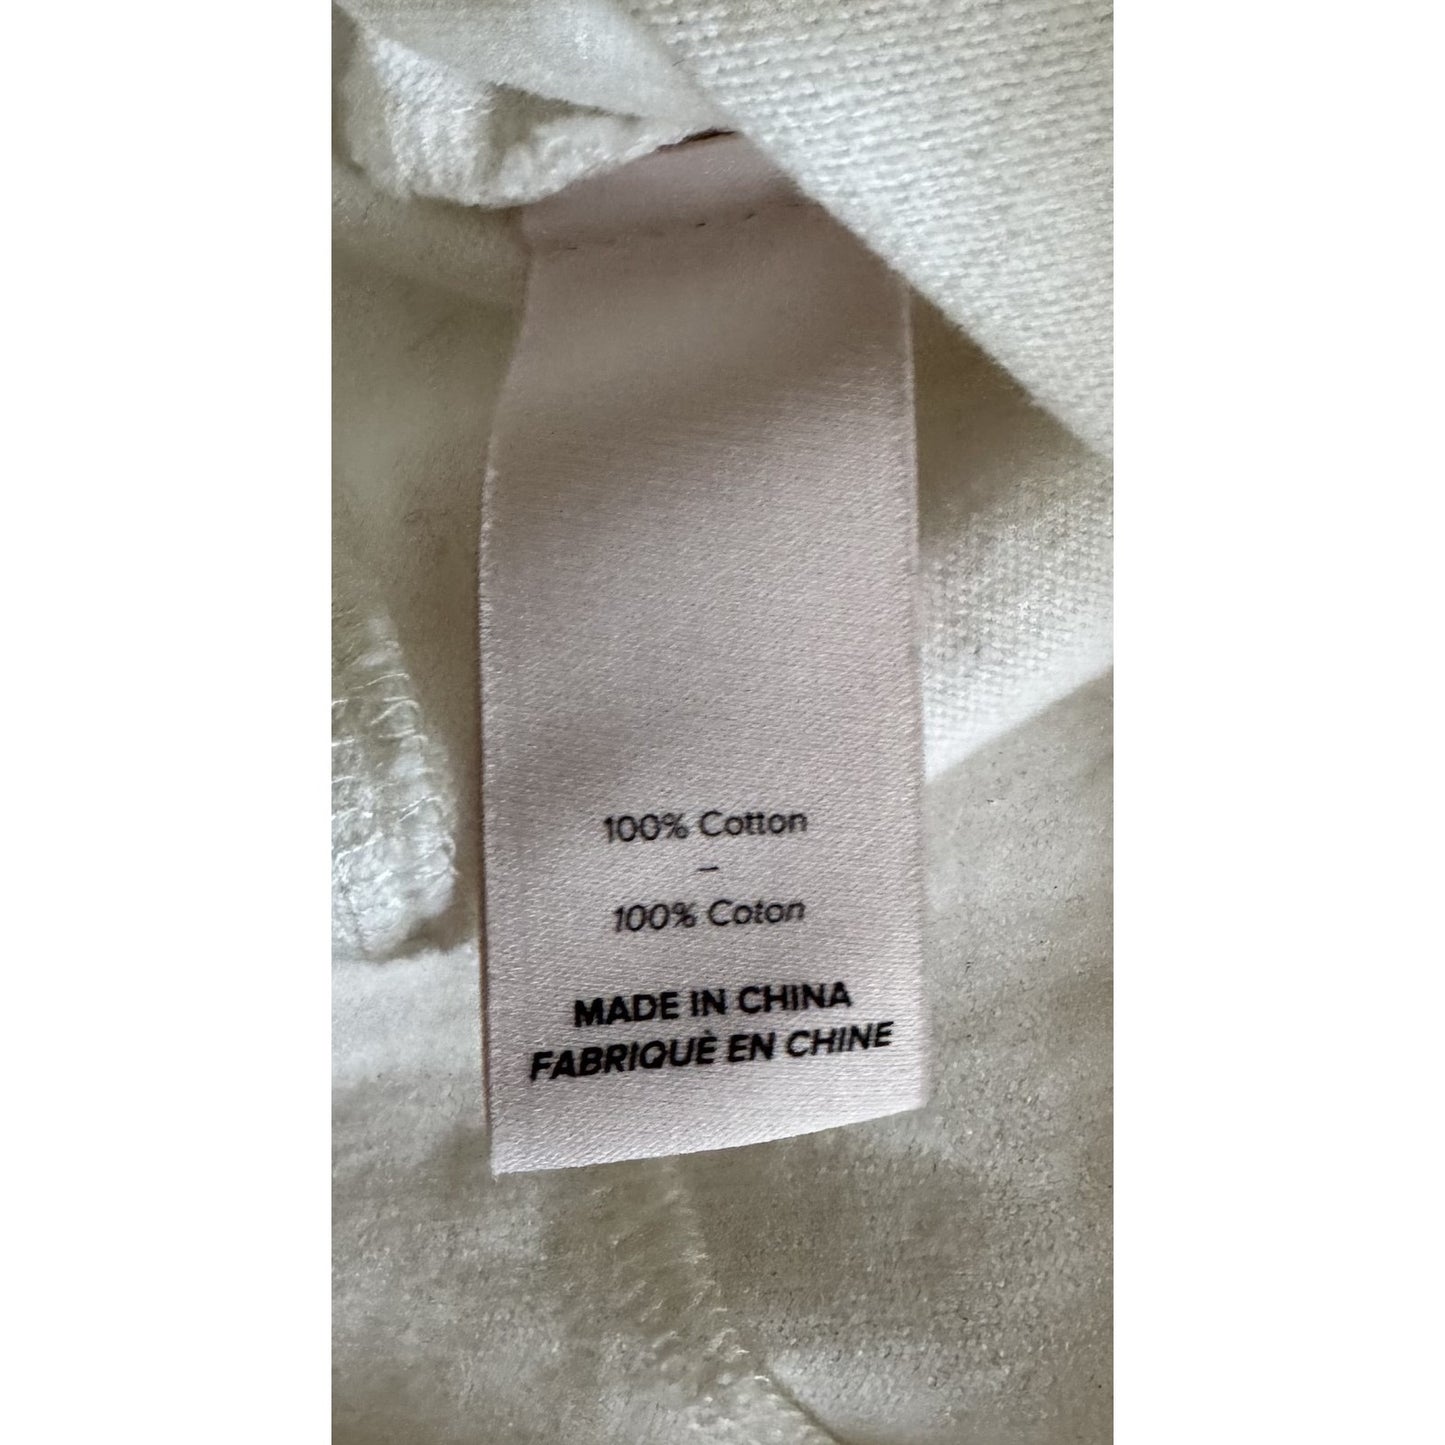 100% Cotton
–
100% Coton
MADE IN CHINA
FABRIQUÈ EN CHINE